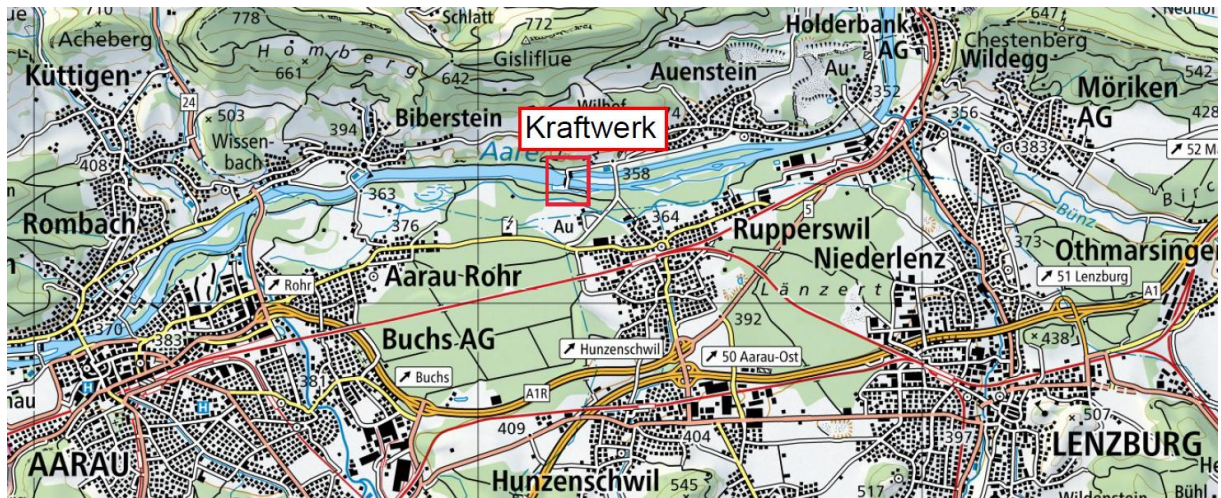 710
778
Schlatt
772
Holderbank
AG
647
Acheberg
Homberg
Gisliflue
Chestenberg
Wildegg
Küttigen
661
642
Auenstein
Au
542
24
503
Biberstein
Möriken
AG
352
356
428
Wissen-
bach
394
Kraftwerk
383
52
408
Aare
358
Rombach
363
376
Au
364
5
Rupperswil
Bünz
Niederlenz
373
Othmarsingen
Aarau-Rohr
Rohr
Länzert
51 Lenzburg
A1
370
383
Buchs AG
392
438
Hunzenschwil
50 Aarau-Ost
Buchs
H
H
A1R
409
404
397
507
AARAU
LENZBURG
Hunzenschwil
545
517
Bühl